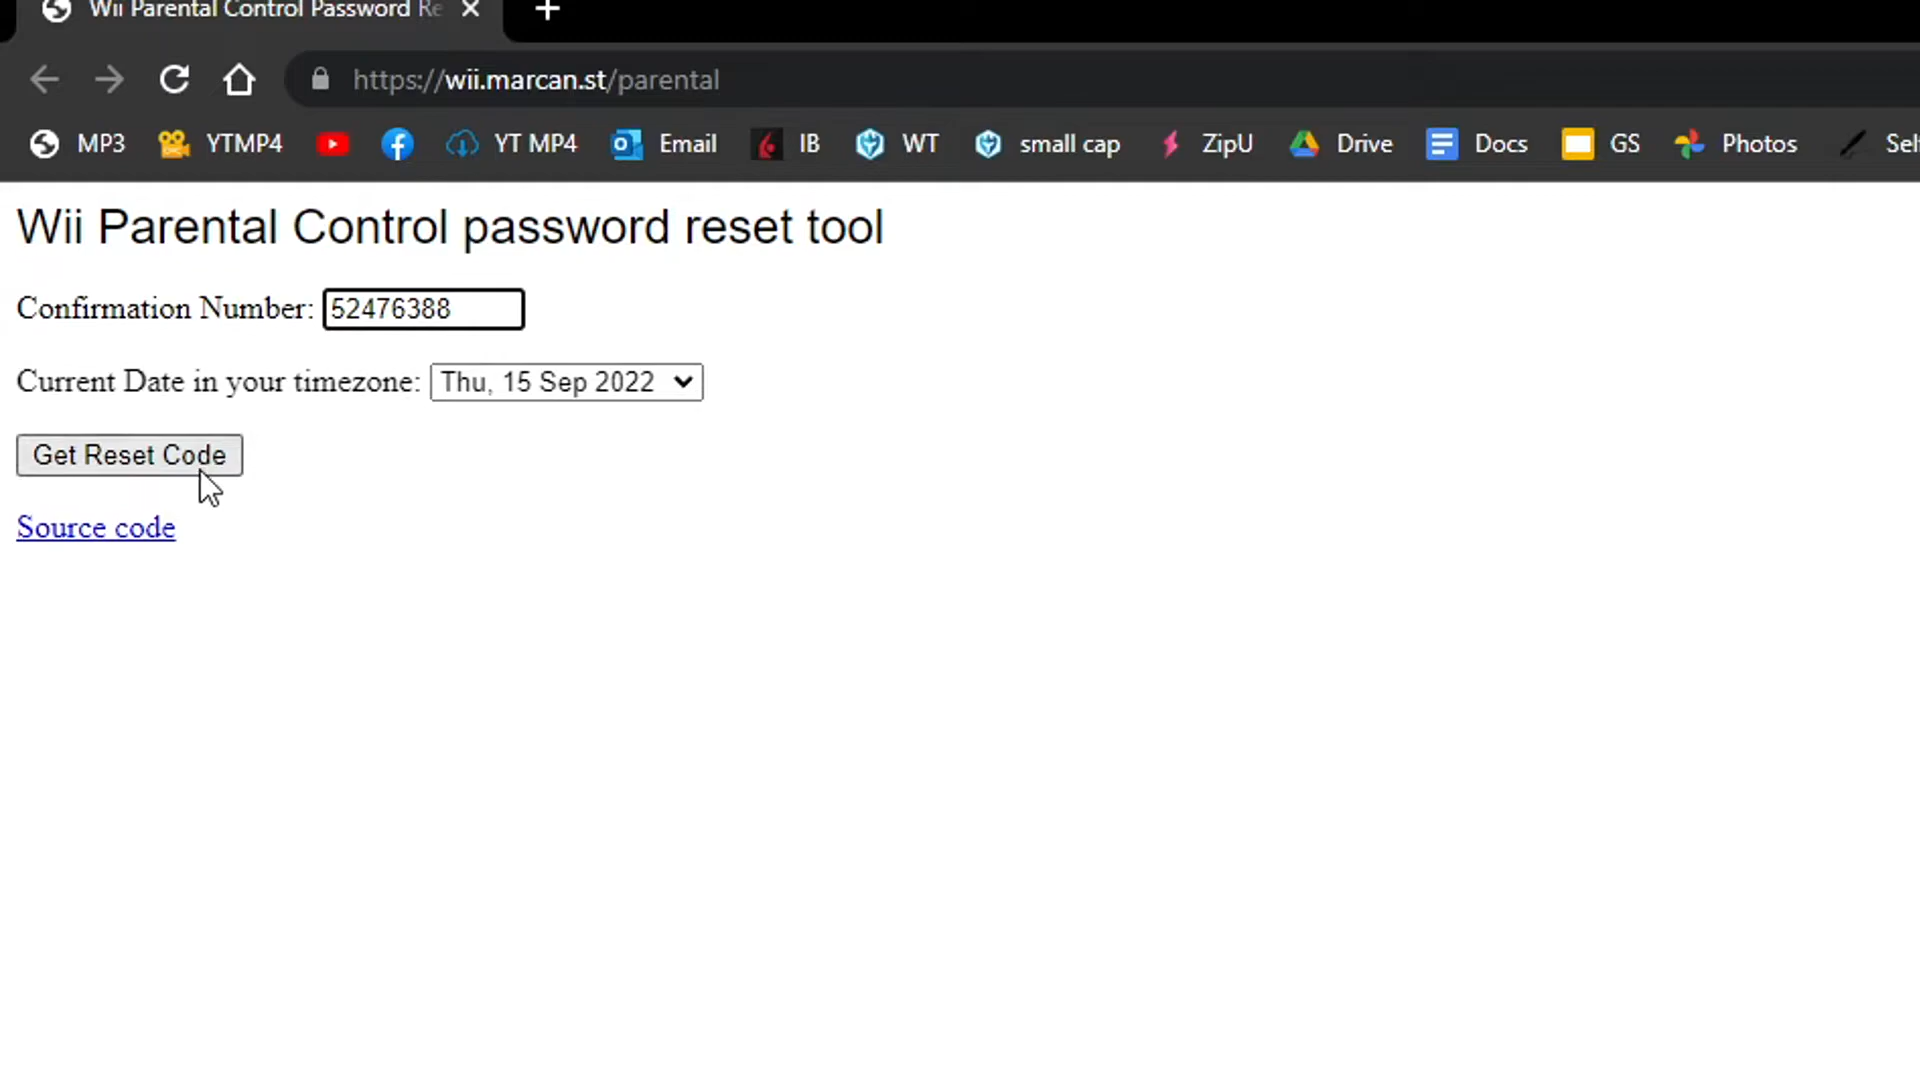 Wii Parental Control Password Re
https://wii.marcan.st/parental
MP3 YTMP4 YT MP4 Email IB WT small cap ZipU Drive Docs GS Photos Sel
Wii Parental Control password reset tool
Confirmation Number: 52476388
Current Date in your timezone: Thu, 15 Sep 2022
Get Reset Code
Source code